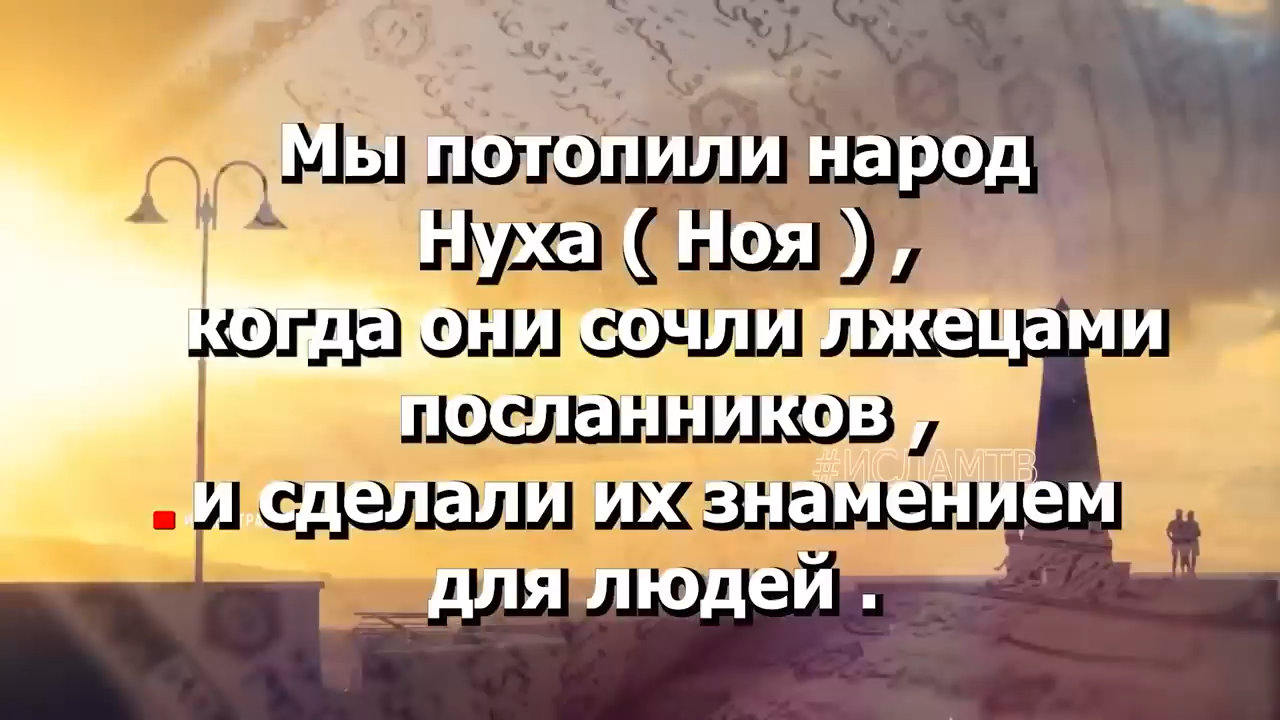 Мы потопили народ
Нуха ( Ноя ) ,
когда они сочли лжецами
посланников ,
#ИСЛАМТВ
и сделали их знамением
для людей .